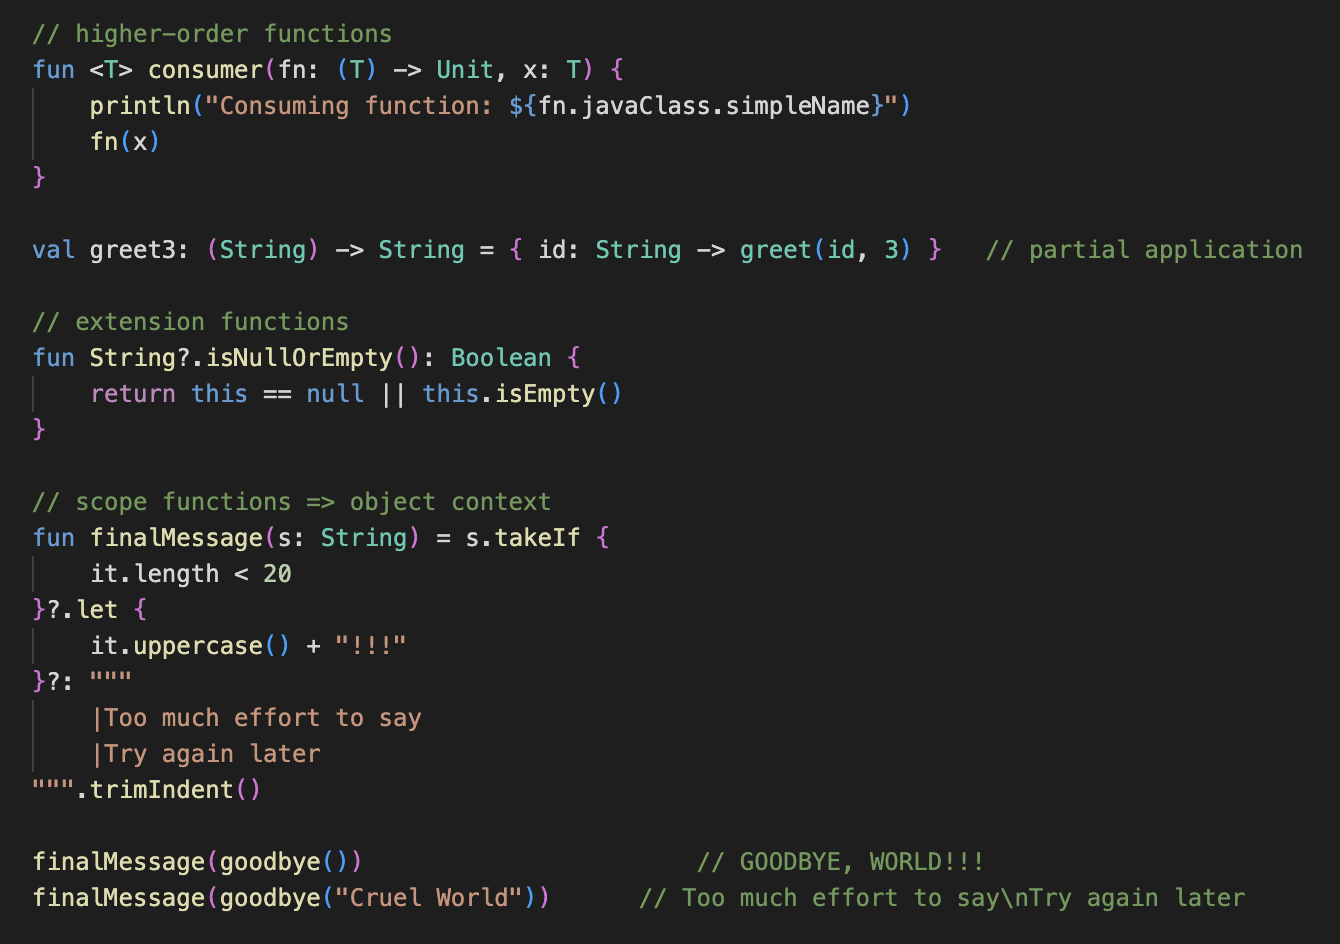 // higher-order functions
fun <T> consumer(fn: (T) -> Unit, x: T) {
    println("Consuming function: ${fn.javaClass.simpleName}")
    fn(x)
}

val greet3: (String) -> String = { id: String -> greet(id, 3) }   // partial application

// extension functions
fun String?.isNullOrEmpty(): Boolean {
    return this == null || this.isEmpty()
}

// scope functions => object context
fun finalMessage(s: String) = s.takeIf {
    it.length < 20
}?.let {
    it.uppercase() + "!!!"
}?: """
    |Too much effort to say
    |Try again later
""".trimIndent()

finalMessage(goodbye())                       // GOODBYE, WORLD!!!
finalMessage(goodbye("Cruel World"))      // Too much effort to say\nTry again later